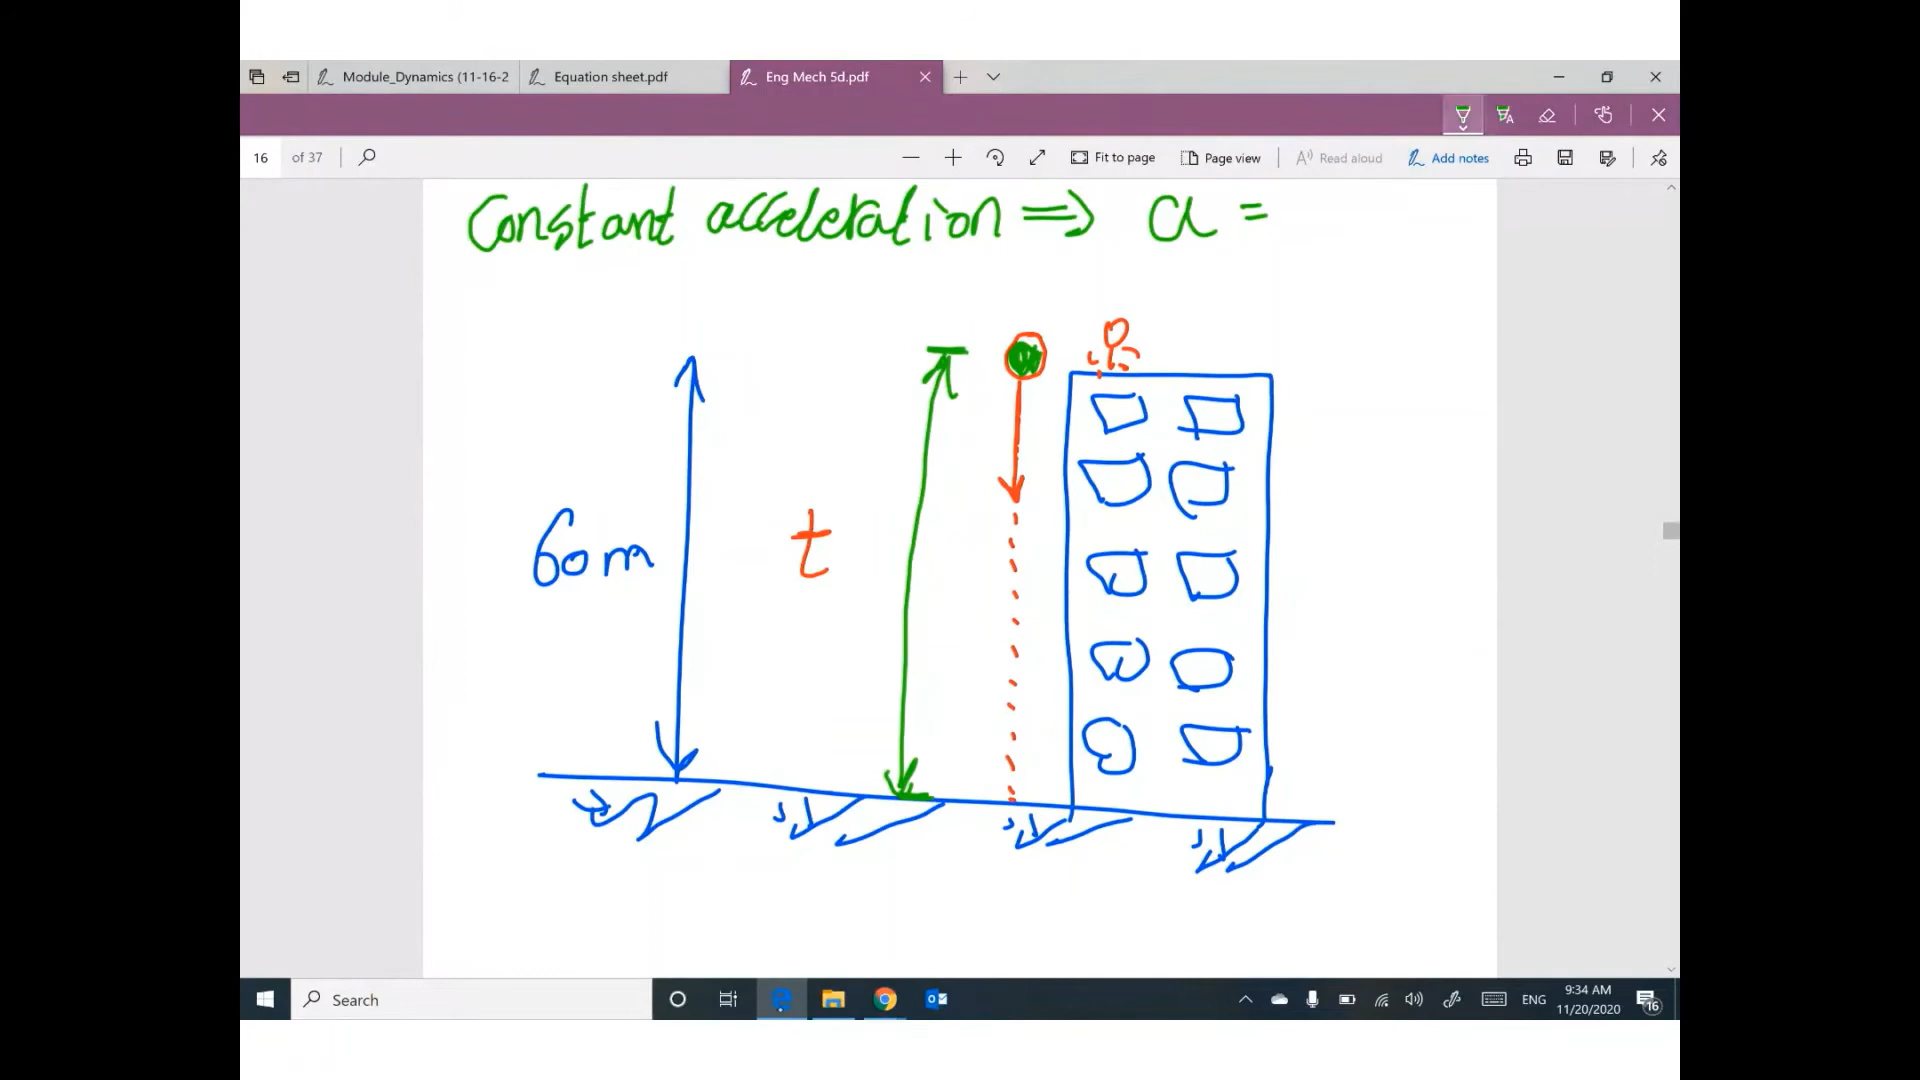 Module_Dynamics (11-16-2
Equation sheet.pdf
Eng Mech 5d.pdf
16 of 37
Fit to page
Page view
Read aloud
Add notes
Constant acceleration ⇒ a =
60m
t
Search
ENG
9:34 AM
11/20/2020
16